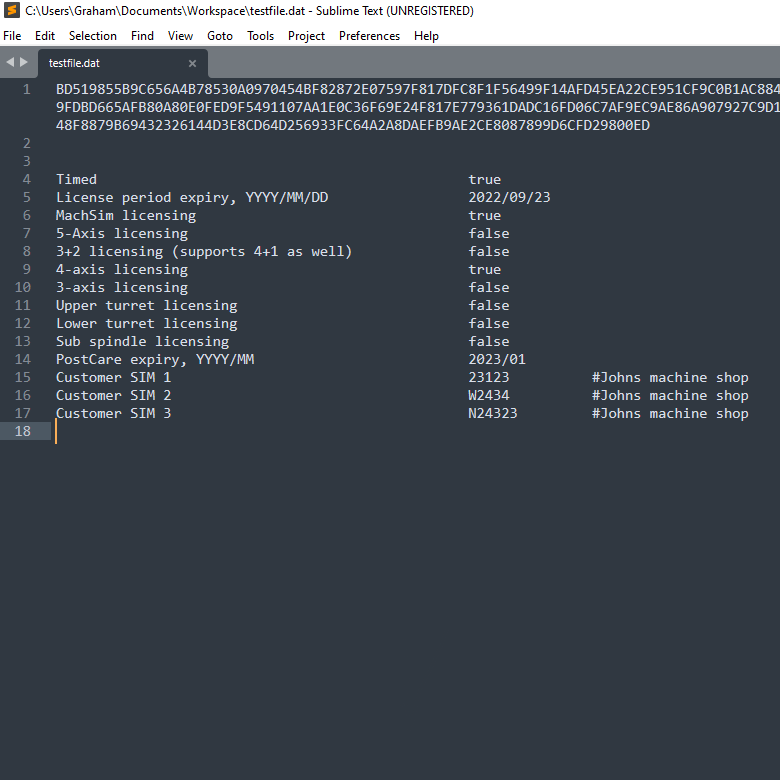 C:\Users\Graham\Documents\Workspace\testfile.dat - Sublime Text (UNREGISTERED)
File Edit Selection Find View Goto Tools Project Preferences Help
testfile.dat ×
1 BD519855B9C656A4B78530A0970454BF82872E07597F817DFC8F1F56499F14AFD45EA22CE951CF9C0B1AC884
9FDBD665AFB80A80E0FED9F5491107AA1E0C36F69E24F817E779361DADC16FD06C7AF9EC9AE86A907927C9D1
48F8879B69432326144D3E8CD64D256933FC64A2A8DAEFB9AE2CE8087899D6CFD29800ED
2
3
4 Timed true
5 License period expiry, YYYY/MM/DD 2022/09/23
6 MachSim licensing true
7 5-Axis licensing false
8 3+2 licensing (supports 4+1 as well) false
9 4-axis licensing true
10 3-axis licensing false
11 Upper turret licensing false
12 Lower turret licensing false
13 Sub spindle licensing false
14 PostCare expiry, YYYY/MM 2023/01
15 Customer SIM 1 23123 #Johns machine shop
16 Customer SIM 2 W2434 #Johns machine shop
17 Customer SIM 3 N24323 #Johns machine shop
18